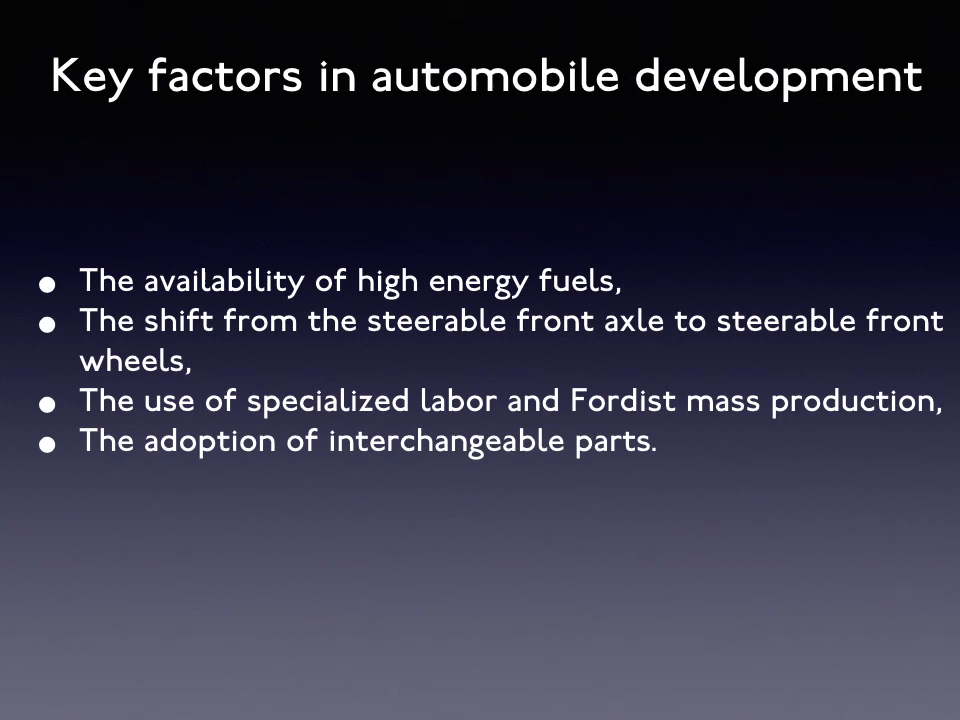 Key factors in automobile development
• The availability of high energy fuels,
• The shift from the steerable front axle to steerable front
wheels,
• The use of specialized labor and Fordist mass production,
• The adoption of interchangeable parts.